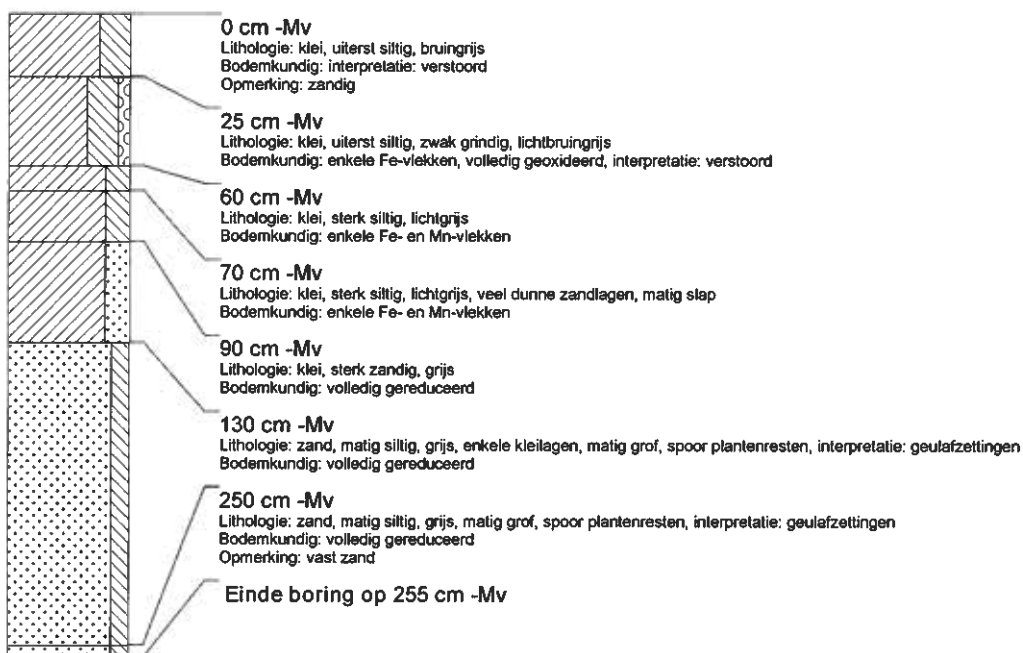 0 cm -Mv
Lithologie: klei, uiterst siltig, bruingrijs
Bodemkundig: interpretatie: verstoord
Opmerking: zandig
25 cm -Mv
Lithologie: klei, uiterst siltig, zwak grindig, lichtbruingrijs
Bodemkundig: enkele Fe-vlekken, volledig geoxideerd, interpretatie: verstoord
60 cm -Mv
Lithologie: klei, sterk siltig, lichtgrijs
Bodemkundig: enkele Fe- en Mn-vlekken
70 cm -Mv
Lithologie: klei, sterk siltig, lichtgrijs, veel dunne zandlagen, matig slap
Bodemkundig: enkele Fe- en Mn-vlekken
90 cm -Mv
Lithologie: klei, sterk zandig, grijs
Bodemkundig: volledig gereduceerd
130 cm -Mv
Lithologie: zand, matig siltig, grijs, enkele kleilagen, matig grof, spoor plantenresten, interpretatie: geulafzettingen
Bodemkundig: volledig gereduceerd
250 cm -Mv
Lithologie: zand, matig siltig, grijs, matig grof, spoor plantenresten, interpretatie: geulafzettingen
Bodemkundig: volledig gereduceerd
Opmerking: vast zand
Einde boring op 255 cm -Mv